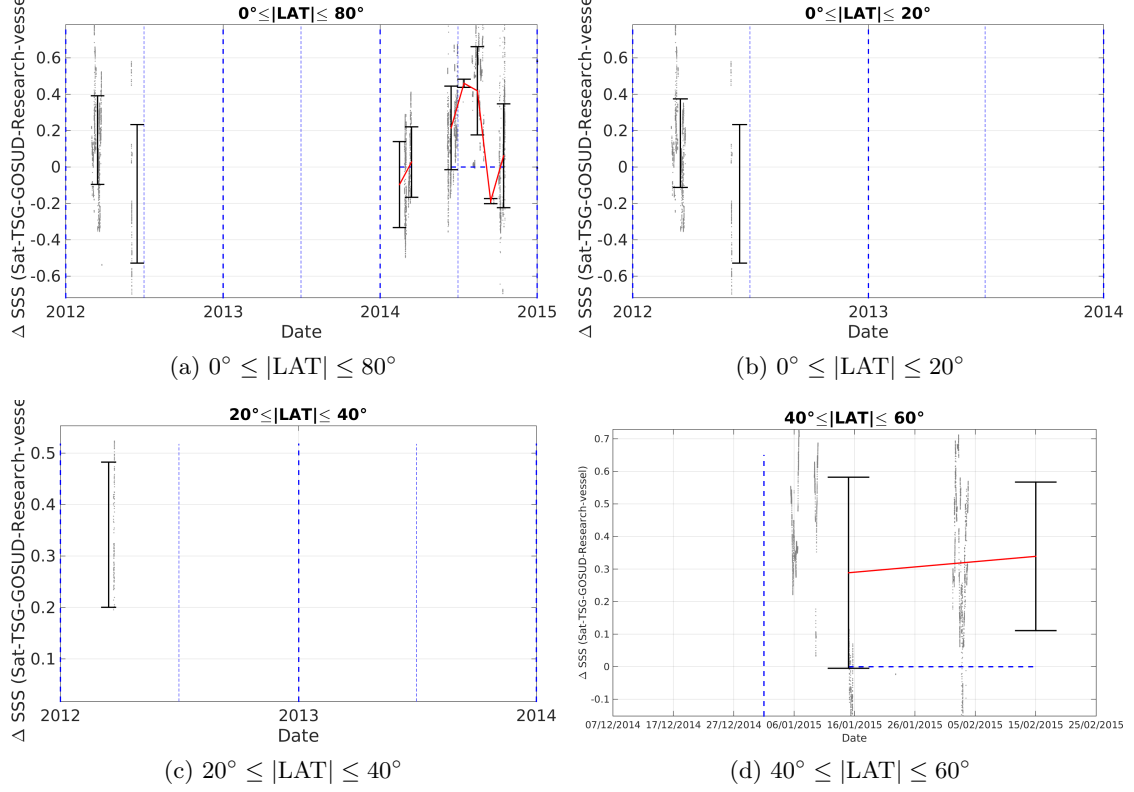 0°≤|LAT|≤ 80°
Δ SSS (Sat-TSG-GOSUD-Research-vesse
0.6
0.4
0.2
0
-0.2
-0.4
-0.6
2012 2013 2014 2015
Date
(a) 0° ≤ |LAT| ≤ 80°
0°≤|LAT|≤ 20°
Δ SSS (Sat-TSG-GOSUD-Research-vesse
0.6
0.4
0.2
0
-0.2
-0.4
-0.6
2012 2013 2014
Date
(b) 0° ≤ |LAT| ≤ 20°
20°≤|LAT|≤ 40°
Δ SSS (Sat-TSG-GOSUD-Research-vesse
0.5
0.4
0.3
0.2
0.1
2012 2013 2014
Date
(c) 20° ≤ |LAT| ≤ 40°
40°≤|LAT|≤ 60°
Δ SSS (Sat-TSG-GOSUD-Research-vessel)
0.7
0.6
0.5
0.4
0.3
0.2
0.1
0
-0.1
07/12/2014 17/12/2014 27/12/2014 06/01/2015 16/01/2015 26/01/2015 05/02/2015 15/02/2015 25/02/2015
Date
(d) 40° ≤ |LAT| ≤ 60°